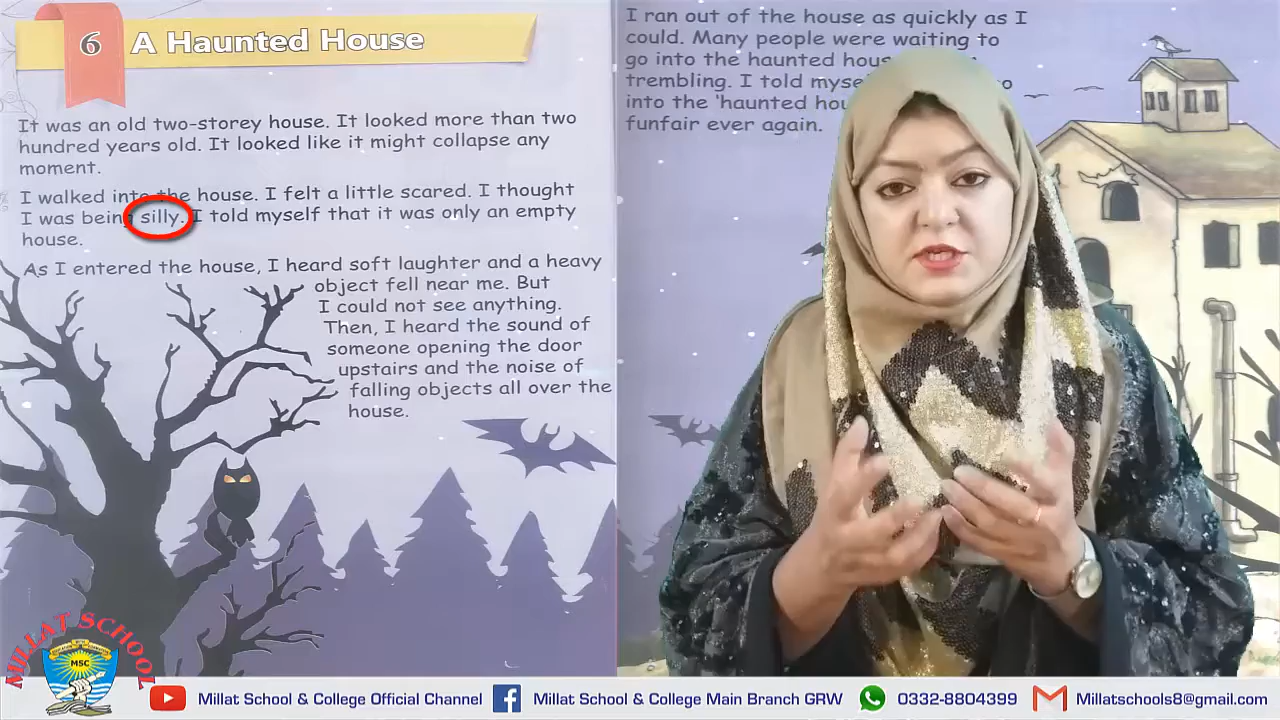 6 A Haunted House
It was an old two-storey house. It looked more than two
hundred years old. It looked like it might collapse any
moment.
I walked into the house. I felt a little scared. I thought
I was being silly. I told myself that it was only an empty
house.
As I entered the house, I heard soft laughter and a heavy
object fell near me. But
I could not see anything.
Then, I heard the sound of
someone opening the door
upstairs and the noise of
falling objects all over the
house.
I ran out of the house as quickly as I
could. Many people were waiting to
go into the haunted
trembling. I told
into the 'haunted
funfair ever again.
MILLAT SCHOOL
MSC
Millat School & College Official Channel
Millat School & College Main Branch GRW
0332-8804399
Millatschools8@gmail.com